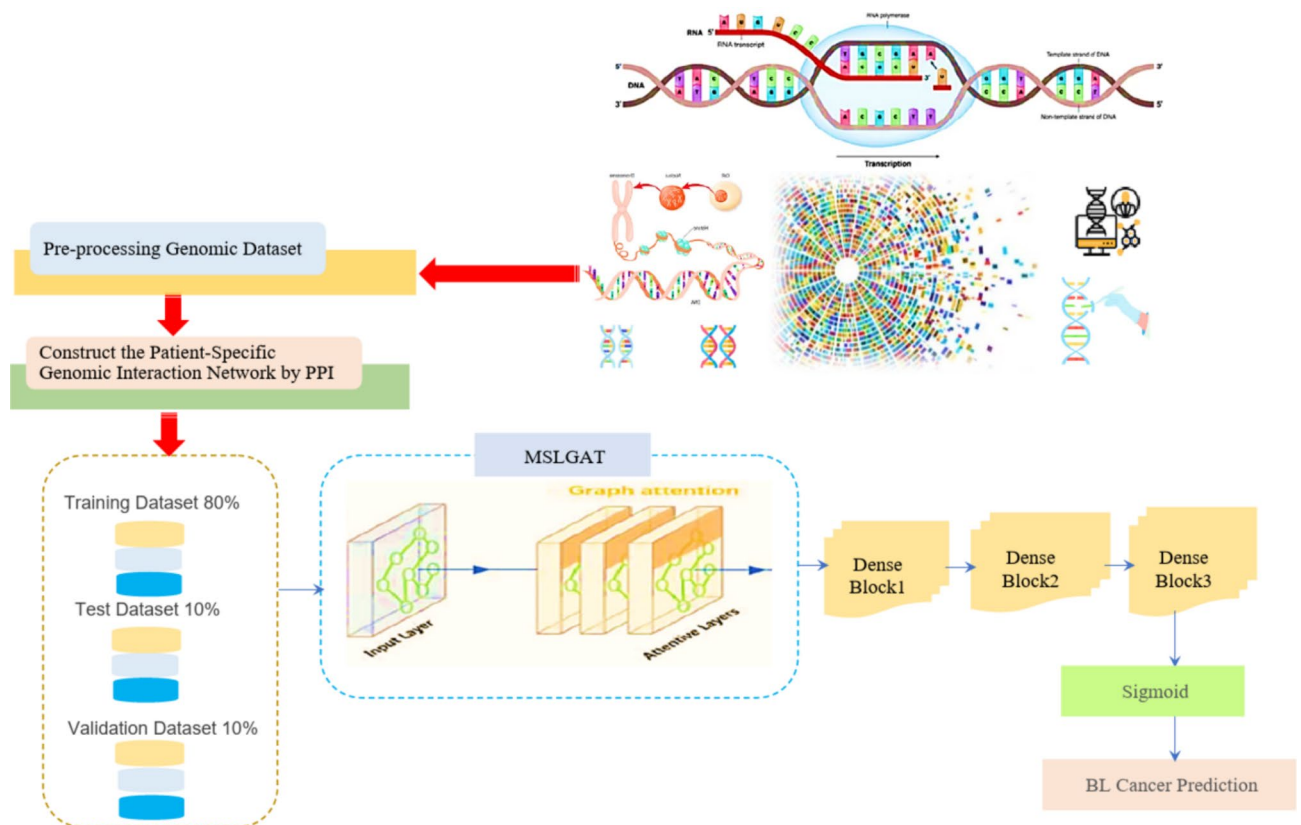 RNA polymerase
RNA 5'
RNA transcript
A G G U C C
5'
3'
Template strand of DNA
DNA
T G C G A A
3'
3'
5'
Non-template strand of DNA
A C G C T T
Transcription
Pre-processing Genomic Dataset
Construct the Patient-Specific
Genomic Interaction Network by PPI
MSLGAT
Training Dataset 80%
Graph attention
Test Dataset 10%
Input Layer
Attentive Layers
Dense
Block1
Dense
Block2
Dense
Block3
Validation Dataset 10%
Sigmoid
BL Cancer Prediction